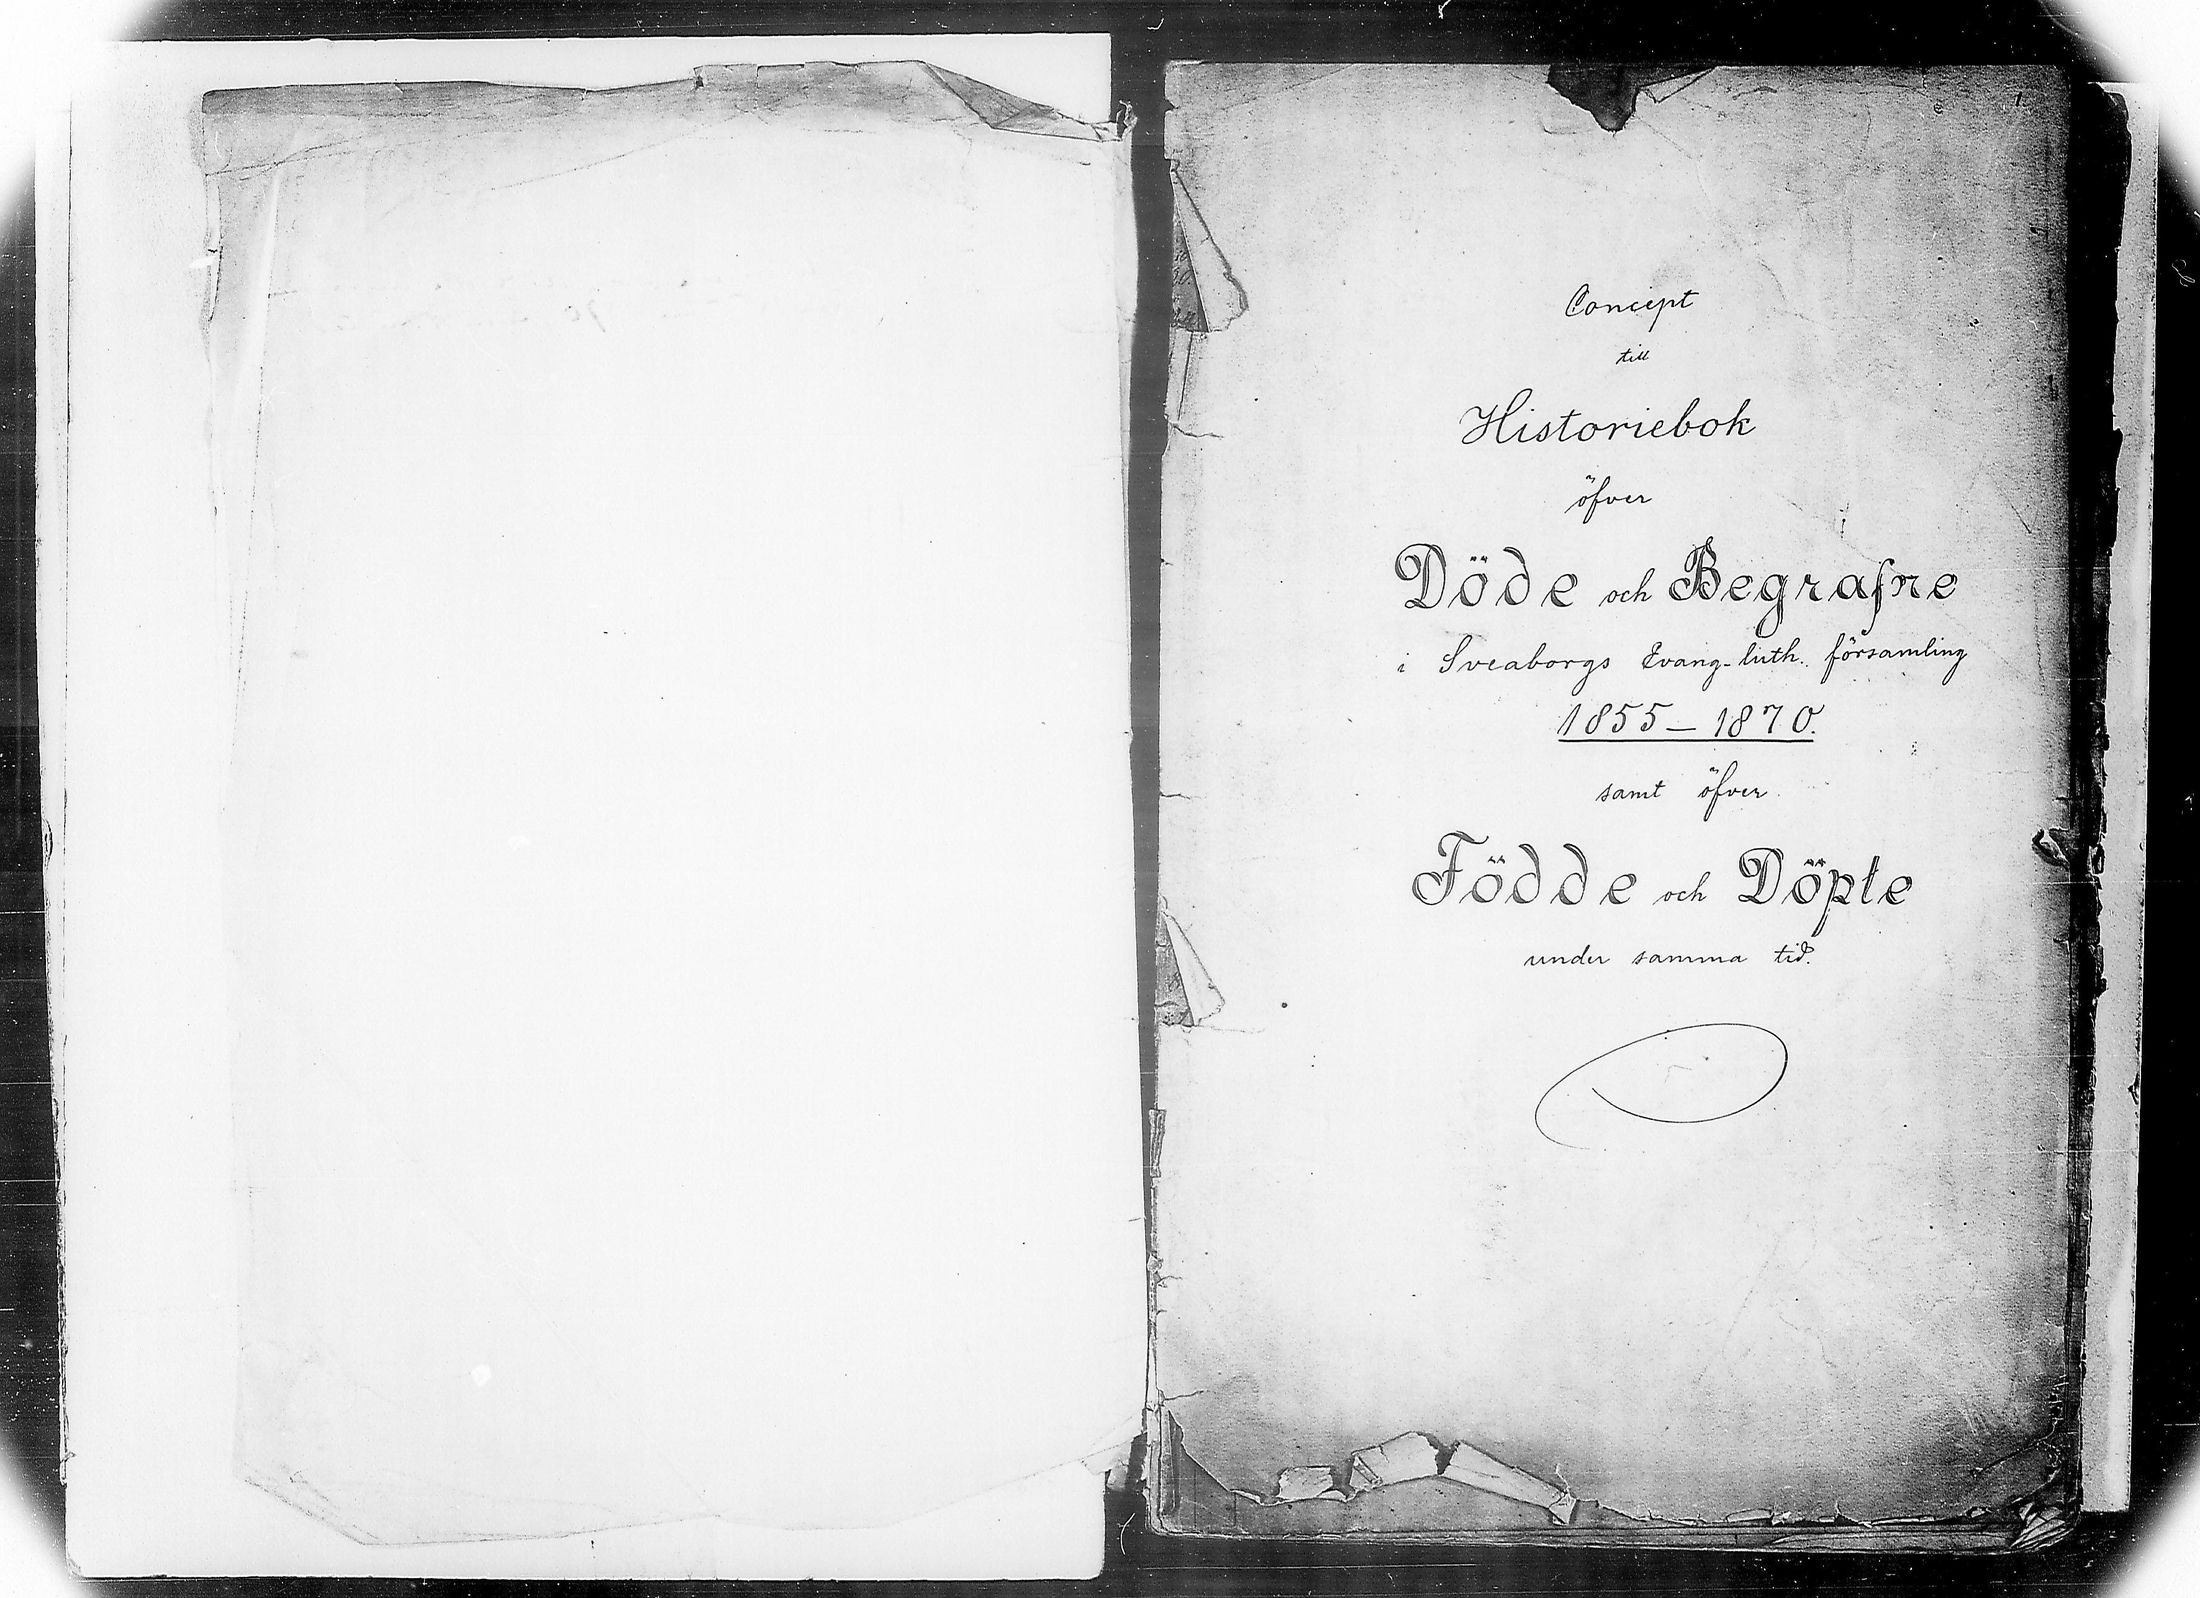 Concept
till
Historiebok
öfver
Döde och Begrafne
i Sveaborgs Evang-luth. församling
1855-1870.
samt öfver
Födde och Döpte
under samma tid.